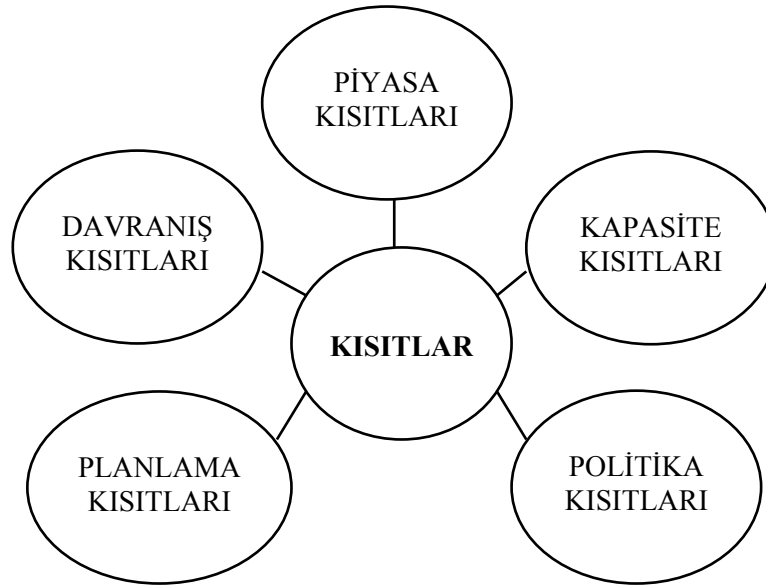 PİYASA
KISITLARI
DAVRANIŞ
KISITLARI
KAPASİTE
KISITLARI
KISITLAR
PLANLAMA
KISITLARI
POLİTİKA
KISITLARI